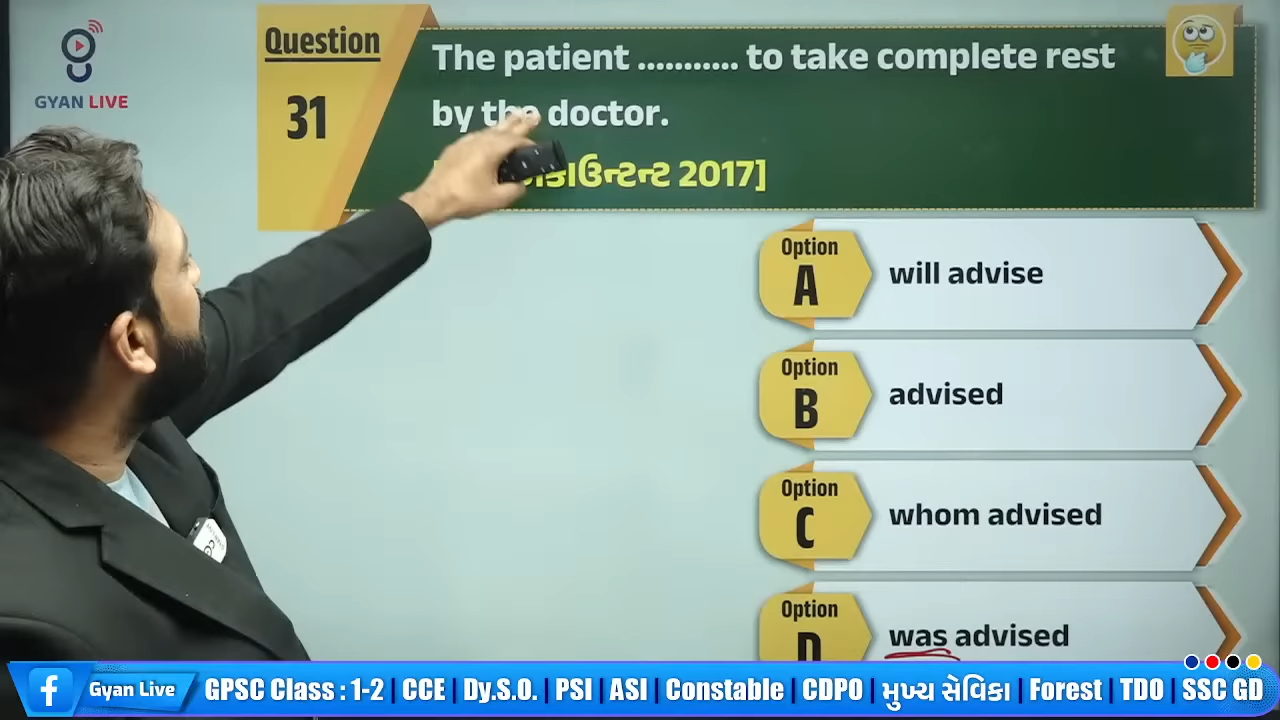 GYAN LIVE
Question
31
The patient ........... to take complete rest
by the doctor.
2017]
Option
A
will advise
Option
B
advised
Option
C
whom advised
Option
D
was advised
Gyan Live
GPSC Class : 1-2 | CCE | Dy.S.O. | PSI | ASI | Constable | CDPO | મુખ્ય સેવિકા | Forest | TDO | SSC GD